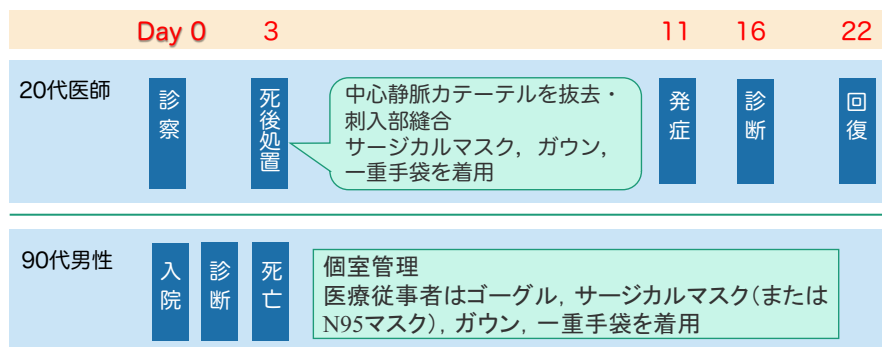 Day 0 3 11 16 22
20代医師
診察
死後処置
中心静脈カテーテルを抜去・
刺入部縫合
サージカルマスク，ガウン，
一重手袋を着用
発症
診断
回復
90代男性
入院
診断
死亡
個室管理
医療従事者はゴーグル，サージカルマスク（または
N95マスク），ガウン，一重手袋を着用